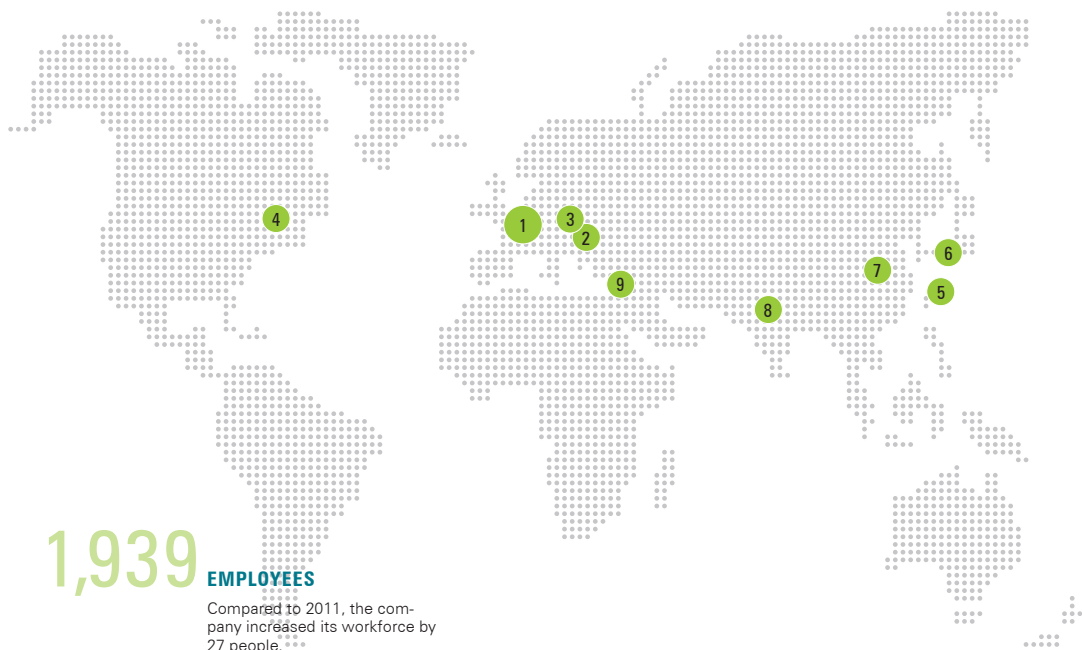 4
1
3
2
6
7
9
5
8
1,939
EMPLOYEES
Compared to 2011, the com-
pany increased its workforce by
27 people.